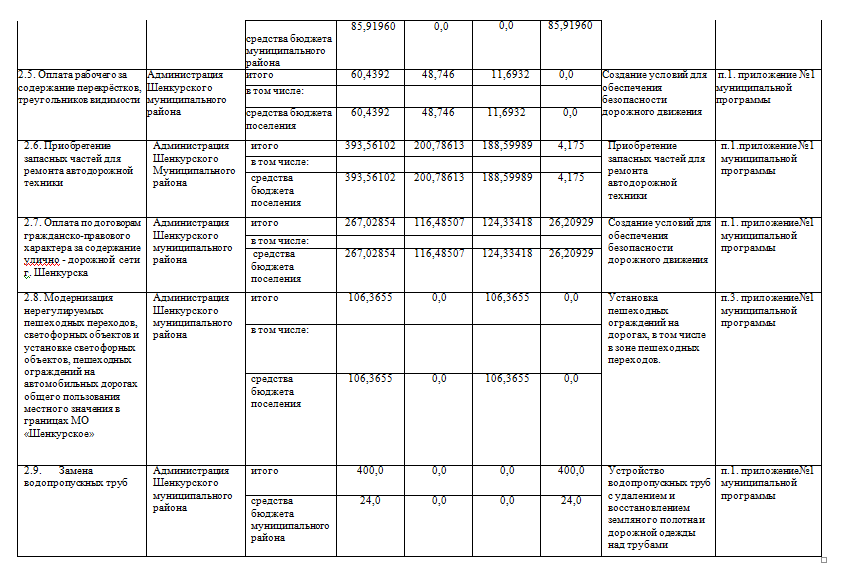 85,91960 0,0 0,0 85,91960
средства бюджета
муниципального
района
2.5. Оплата рабочего за
содержание перекрёстков,
треугольников видимости
Администрация
Шенкурского
муниципального
района
итого 60,4392 48,746 11,6932 0,0
в том числе:
средства бюджета
поселения
60,4392 48,746 11,6932 0,0
Создание условий для
обеспечения
безопасности
дорожного движения
п.1. приложение №1
муниципальной
программы
2.6. Приобретение
запасных частей для
ремонта автодорожной
техники
Администрация
Шенкурского
Муниципального
района
итого 393,56102 200,78613 188,59989 4,175
в том числе:
средства
бюджета
поселения
393,56102 200,78613 188,59989 4,175
Приобретение
запасных частей для
ремонта
автодорожной
техники
п.1.приложение№1
муниципальной
программы
2.7. Оплата по договорам
гражданско-правового
характера за содержание
улично - дорожной сети
г. Шенкурска
Администрация
Шенкурского
муниципального
района
итого 267,02854 116,48507 124,33418 26,20929
в том числе:
средства
бюджета
поселения
267,02854 116,48507 124,33418 26,20929
Создание условий для
обеспечения
безопасности
дорожного движения
п.1. приложение№1
муниципальной
программы
2.8. Модернизация
нерегулируемых
пешеходных переходов,
светофорных объектов и
установке светофорных
объектов, пешеходных
ограждений на
автомобильных дорогах
общего пользования
местного значения в
границах МО
«Шенкурское»
Администрация
Шенкурского
муниципального
района
итого 106,3655 0,0 106,3655 0,0
в том числе:
средства
бюджета
поселения
106,3655 0,0 106,3655 0,0
Установка
пешеходных
ограждений на
дорогах, в том числе
в зоне пешеходных
переходов.
п.3. приложение№1
муниципальной
программы
2.9. Замена
водопропускных труб
Администрация
Шенкурского
муниципального
района
итого 400,0 0,0 0,0 400,0
средства
бюджета
муниципального
района
24,0 0,0 0,0 24,0
Устройство
водопропускных труб
с удалением и
восстановлением
земляного полотна и
дорожной одежды
над трубами
п.1. приложение№1
муниципальной
программы